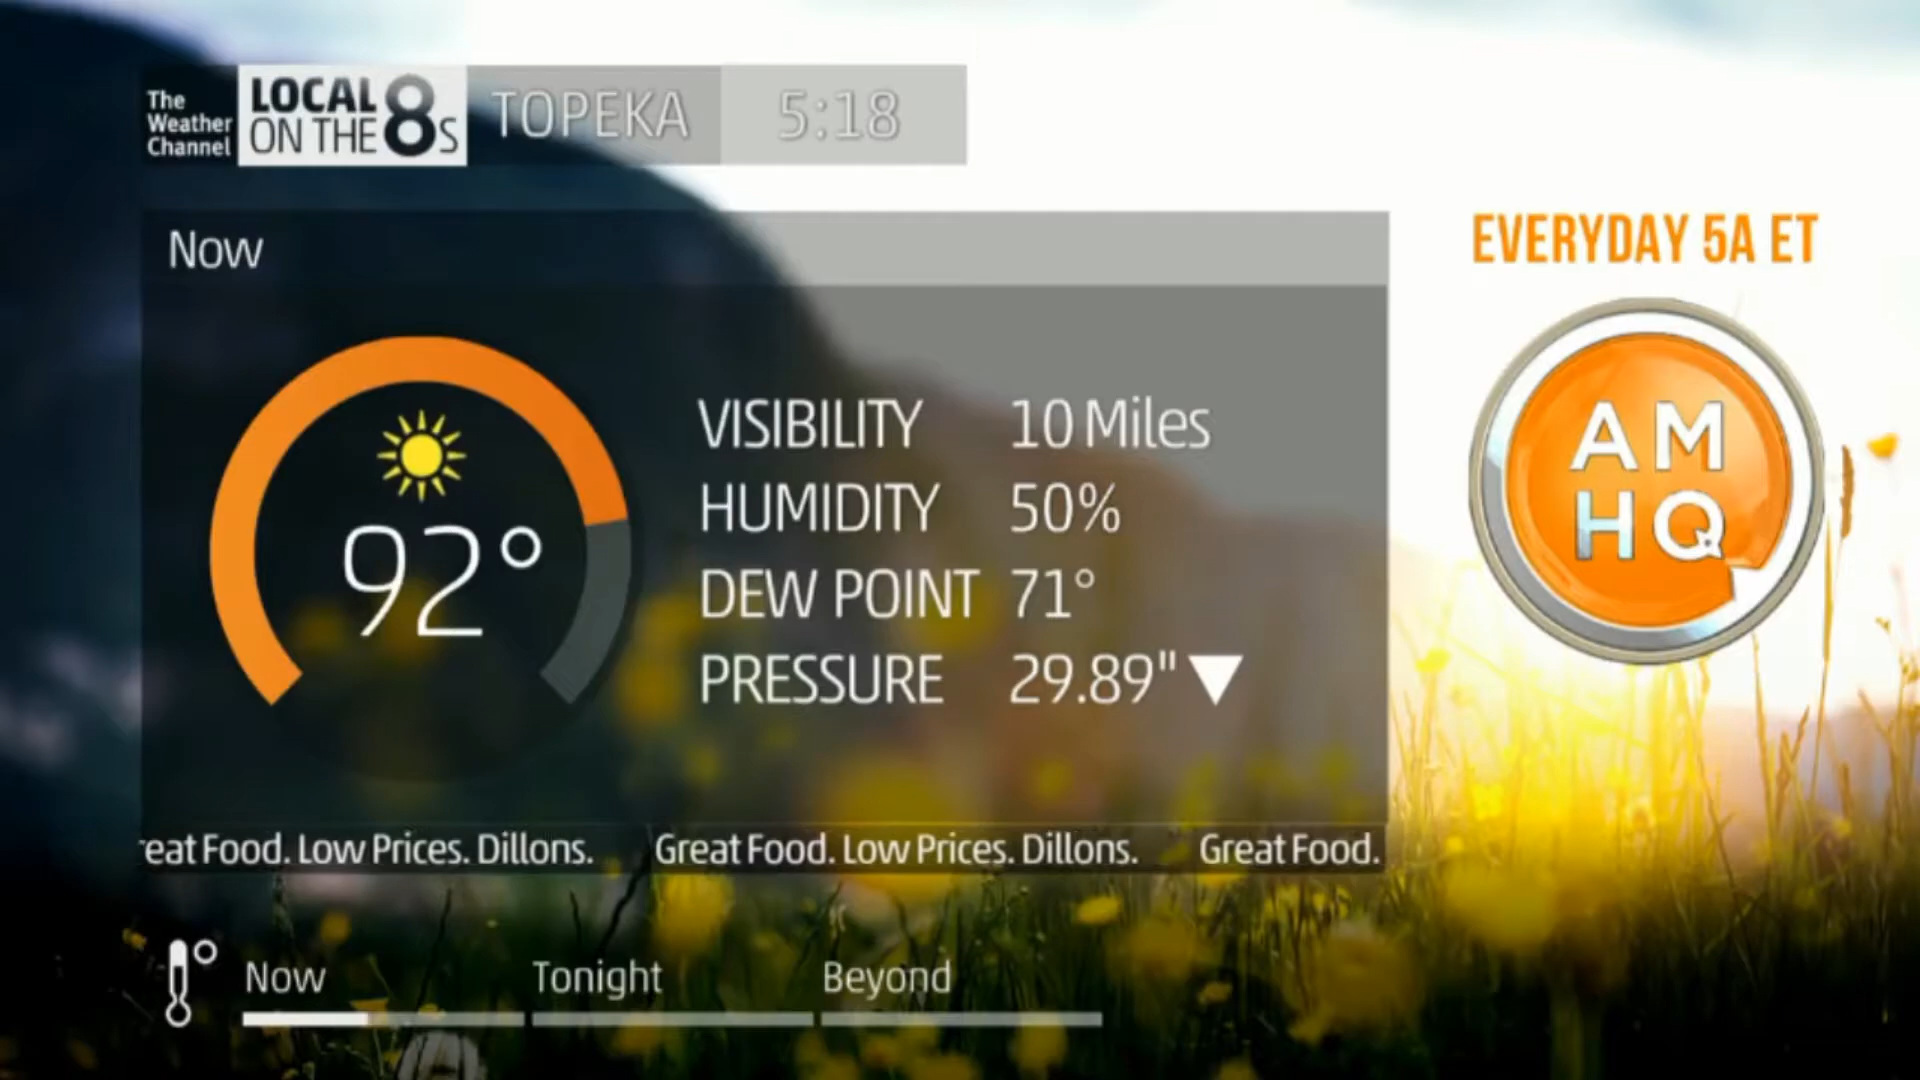 The
Weather
Channel
LOCAL
ON THE 8s
TOPEKA
5:18
Now
EVERYDAY 5A ET
AM
HQ
92°
VISIBILITY 10 Miles
HUMIDITY 50%
DEW POINT 71°
PRESSURE 29.89" ▼
reat Food. Low Prices. Dillons. Great Food. Low Prices. Dillons. Great Food.
Now
Tonight
Beyond